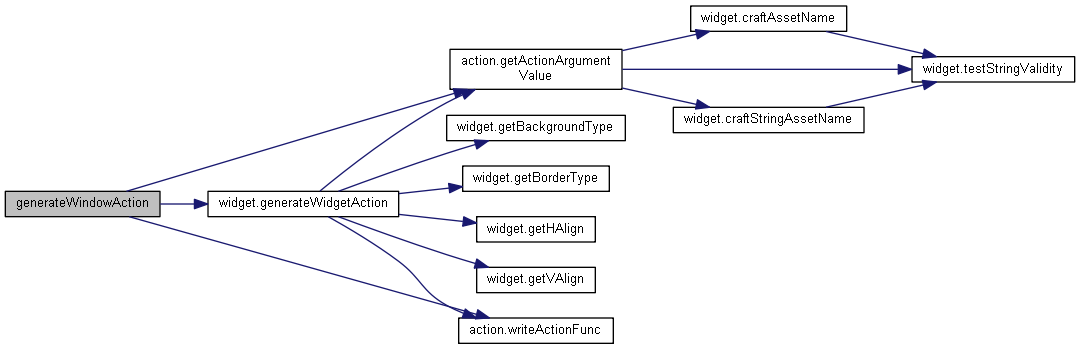 widget.craftAssetName
action.getActionArgument
Value
widget.testStringValidity
widget.craftStringAssetName
widget.getBackgroundType
widget.getBorderType
generateWindowAction
widget.generateWidgetAction
widget.getHAlign
widget.getVAlign
action.writeActionFunc